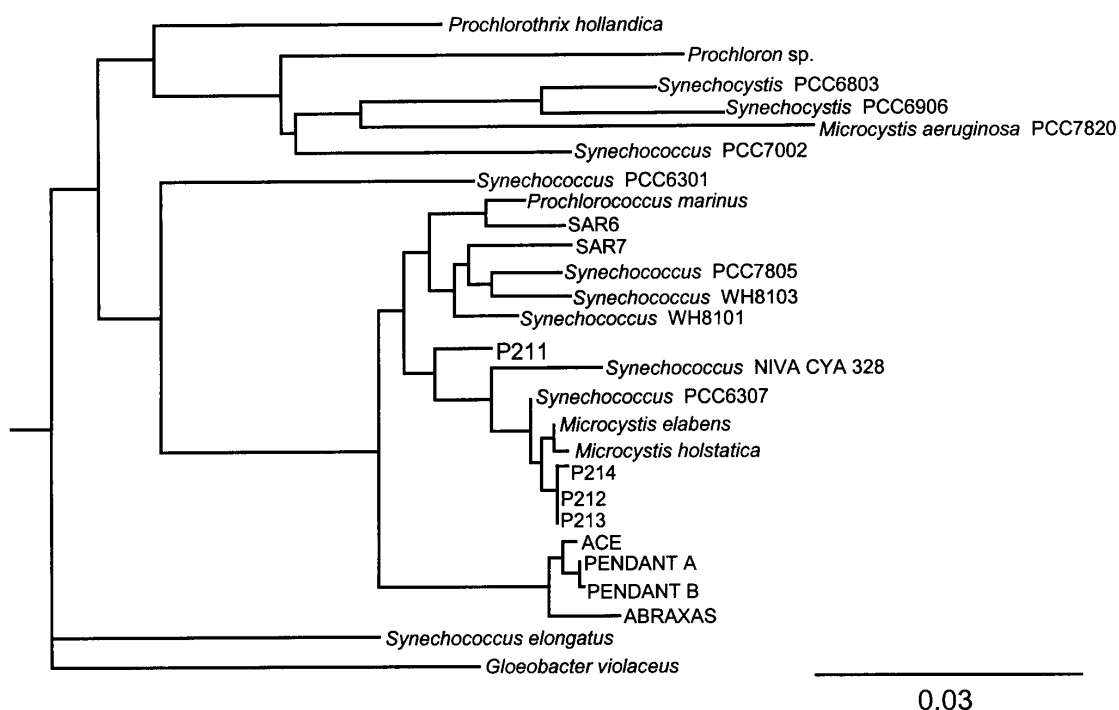 Prochlorothrix hollandica
Prochloron sp.
Synechocystis PCC6803
Synechocystis PCC6906
Microcystis aeruginosa PCC7820
Synechococcus PCC7002
Synechococcus PCC6301
Prochlorococcus marinus
SAR6
SAR7
Synechococcus PCC7805
Synechococcus WH8103
Synechococcus WH8101
P211
Synechococcus NIVA CYA 328
Synechococcus PCC6307
Microcystis elabens
Microcystis holstatica
P214
P212
P213
ACE
PENDANT A
PENDANT B
ABRAXAS
Synechococcus elongatus
Gloeobacter violaceus
0.03